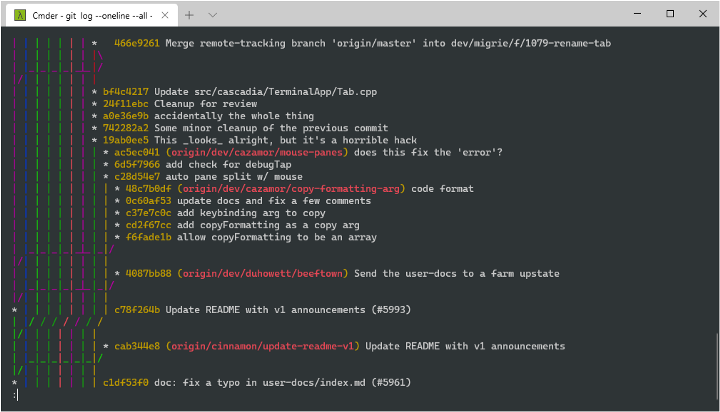 Cmder - git log --oneline --all -
* 466e9261 Merge remote-tracking branch 'origin/master' into dev/migrie/f/1079-rename-tab
* bf4c4217 Update src/cascadia/TerminalApp/Tab.cpp
* 24f11ebc Cleanup for review
* a0e36e9b accidentally the whole thing
* 742282a2 Some minor cleanup of the previous commit
* 19ab0ee5 This _looks_ alright, but it's a horrible hack
* ac5ec041 (origin/dev/cazamor/mouse-panes) does this fix the 'error'?
* 6d5f7966 add check for debugTap
* c28d54e7 auto pane split w/ mouse
* 48c7b0df (origin/dev/cazamor/copy-formatting-arg) code format
* 0c60af53 update docs and fix a few comments
* c37e7c0c add keybinding arg to copy
* cd2f67cc add copyFormatting as a copy arg
* f6fade1b allow copyFormatting to be an array
* 4087bb88 (origin/dev/duhowett/beeftown) Send the user-docs to a farm upstate
* c78f264b Update README with v1 announcements (#5993)
* cab344e8 (origin/cinnamon/update-readme-v1) Update README with v1 announcements
* c1df53f0 doc: fix a typo in user-docs/index.md (#5961)
: